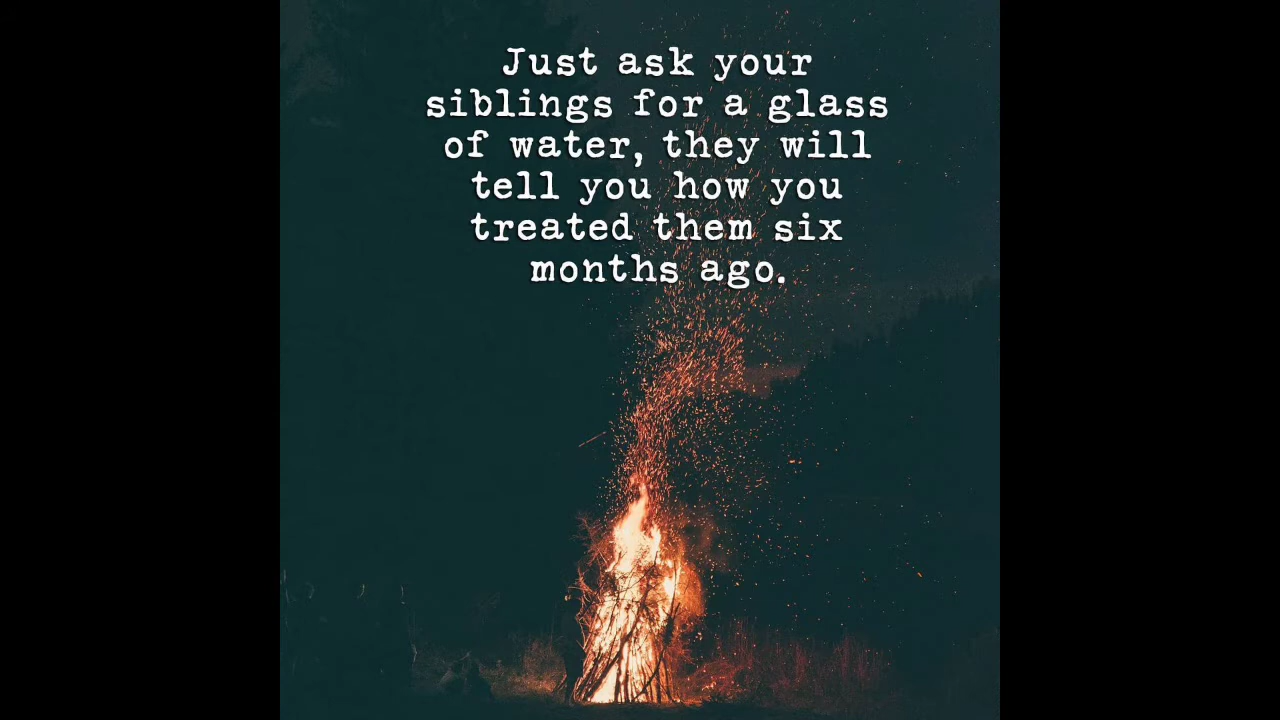 Just ask your
siblings for a glass
of water, they will
tell you how you
treated them six
months ago.